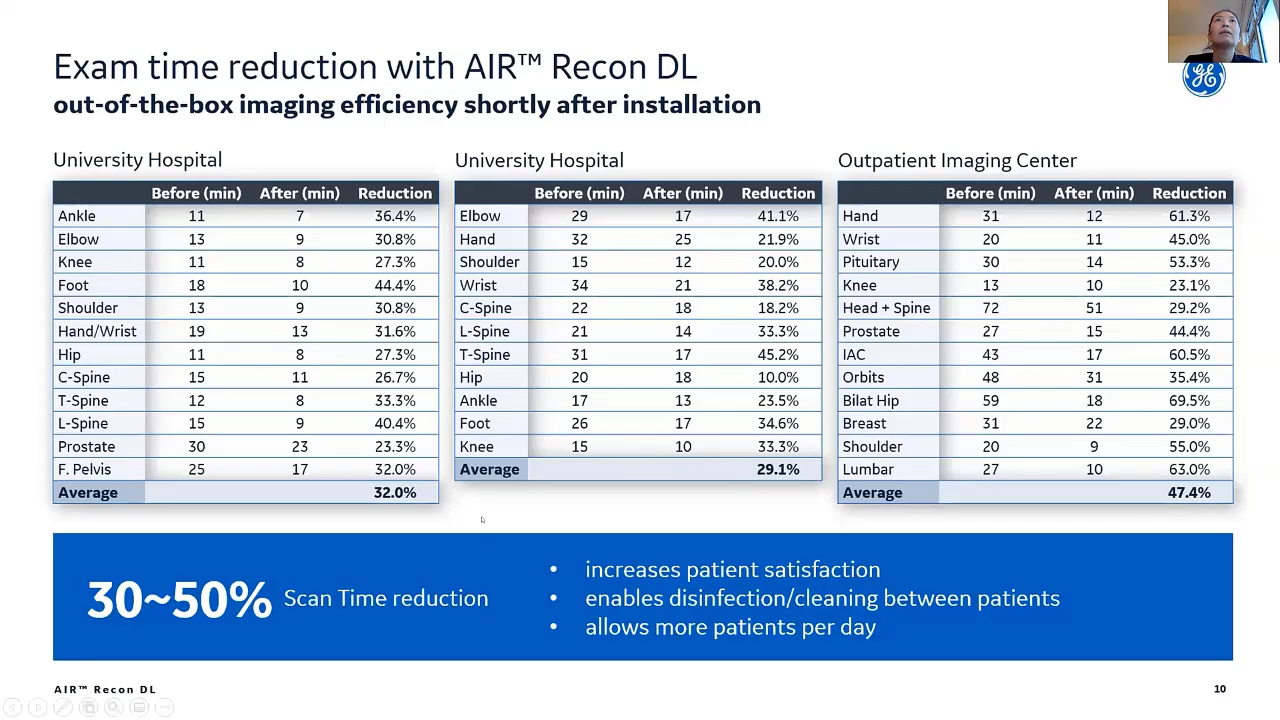 Exam time reduction with AIR™ Recon DL
out-of-the-box imaging efficiency shortly after installation
University Hospital
Before (min) After (min) Reduction
Ankle 11 7 36.4%
Elbow 13 9 30.8%
Knee 11 8 27.3%
Foot 18 10 44.4%
Shoulder 13 9 30.8%
Hand/Wrist 19 13 31.6%
Hip 11 8 27.3%
C-Spine 15 11 26.7%
T-Spine 12 8 33.3%
L-Spine 15 9 40.4%
Prostate 30 23 23.3%
F. Pelvis 25 17 32.0%
Average 32.0%
University Hospital
Before (min) After (min) Reduction
Elbow 29 17 41.1%
Hand 32 25 21.9%
Shoulder 15 12 20.0%
Wrist 34 21 38.2%
C-Spine 22 18 18.2%
L-Spine 21 14 33.3%
T-Spine 31 17 45.2%
Hip 20 18 10.0%
Ankle 17 13 23.5%
Foot 26 17 34.6%
Knee 15 10 33.3%
Average 29.1%
Outpatient Imaging Center
Before (min) After (min) Reduction
Hand 31 12 61.3%
Wrist 20 11 45.0%
Pituitary 30 14 53.3%
Knee 13 10 23.1%
Head + Spine 72 51 29.2%
Prostate 27 15 44.4%
IAC 43 17 60.5%
Orbits 48 31 35.4%
Bilat Hip 59 18 69.5%
Breast 31 22 29.0%
Shoulder 20 9 55.0%
Lumbar 27 10 63.0%
Average 47.4%
30~50% Scan Time reduction
• increases patient satisfaction
• enables disinfection/cleaning between patients
• allows more patients per day
AIR™ Recon DL
10
GE